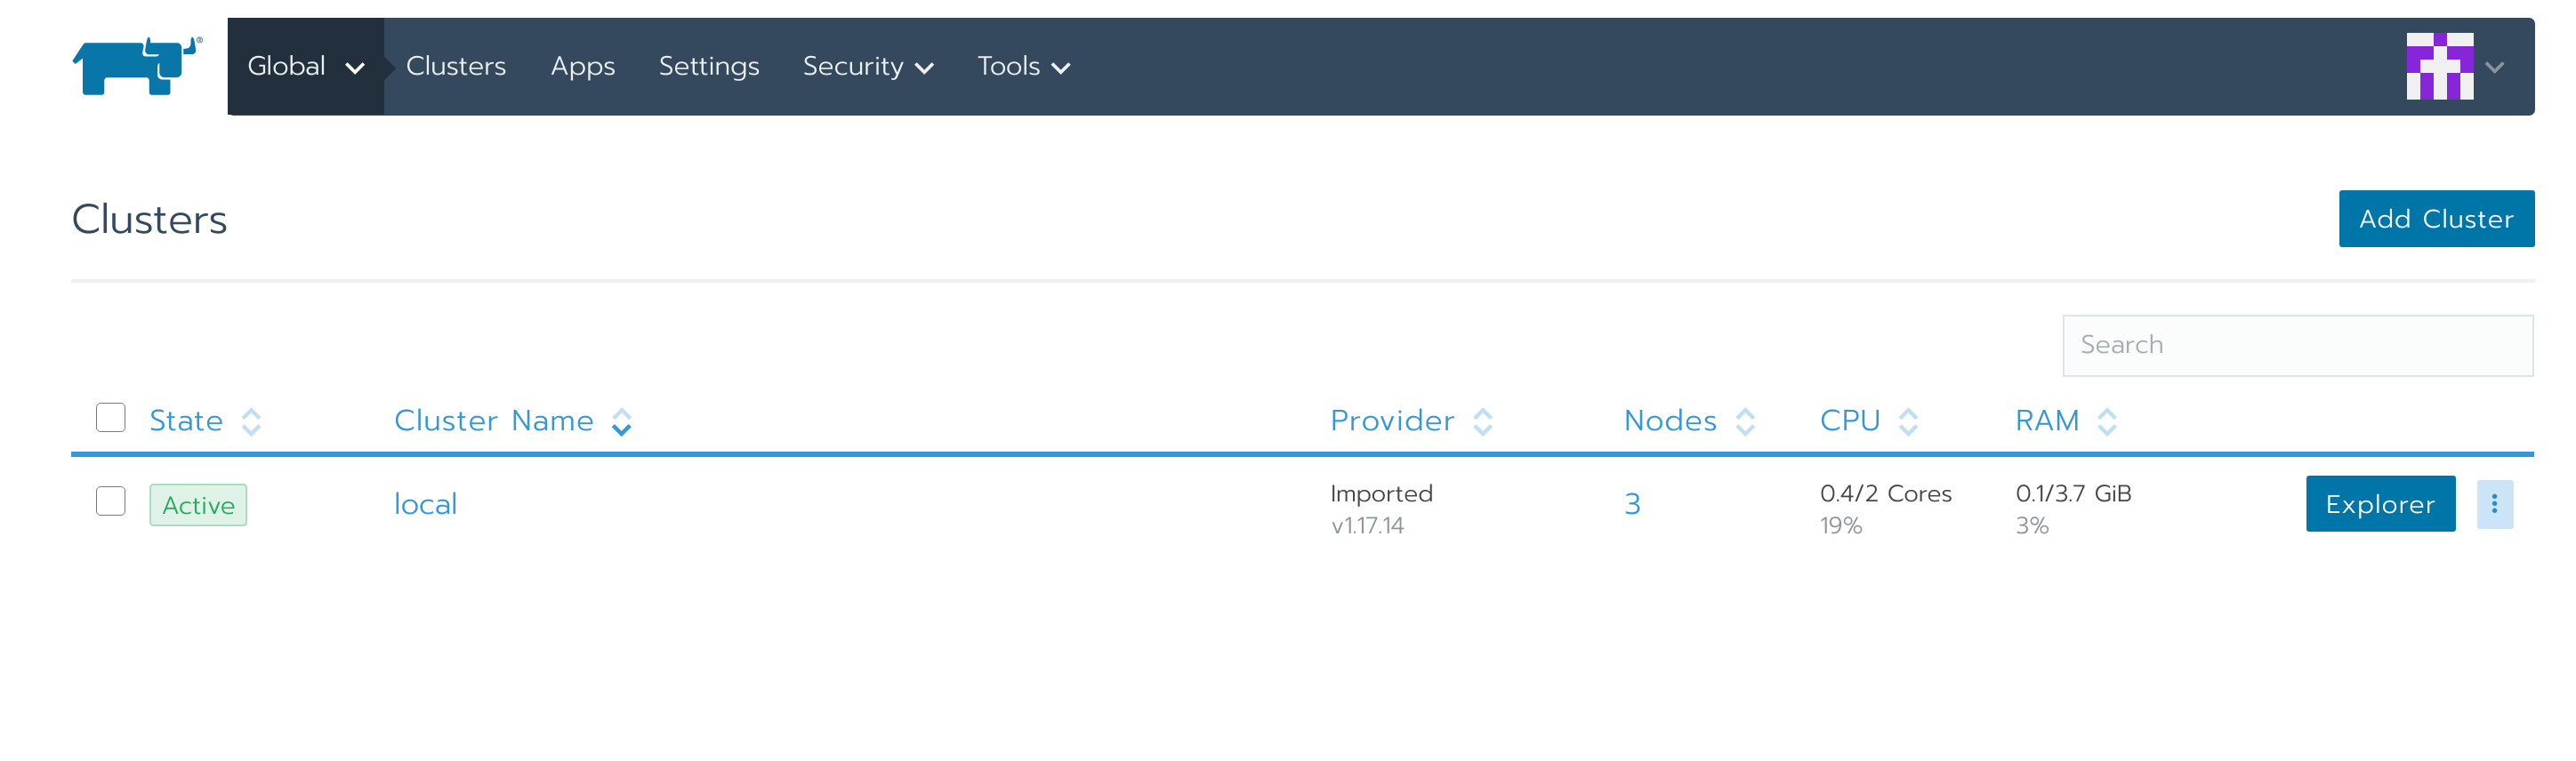 Global Clusters Apps Settings Security Tools
Clusters
Add Cluster
Search
State Cluster Name Provider Nodes CPU RAM
Active local Imported 3 0.4/2 Cores 0.1/3.7 GiB Explorer
v1.17.14 19% 3%